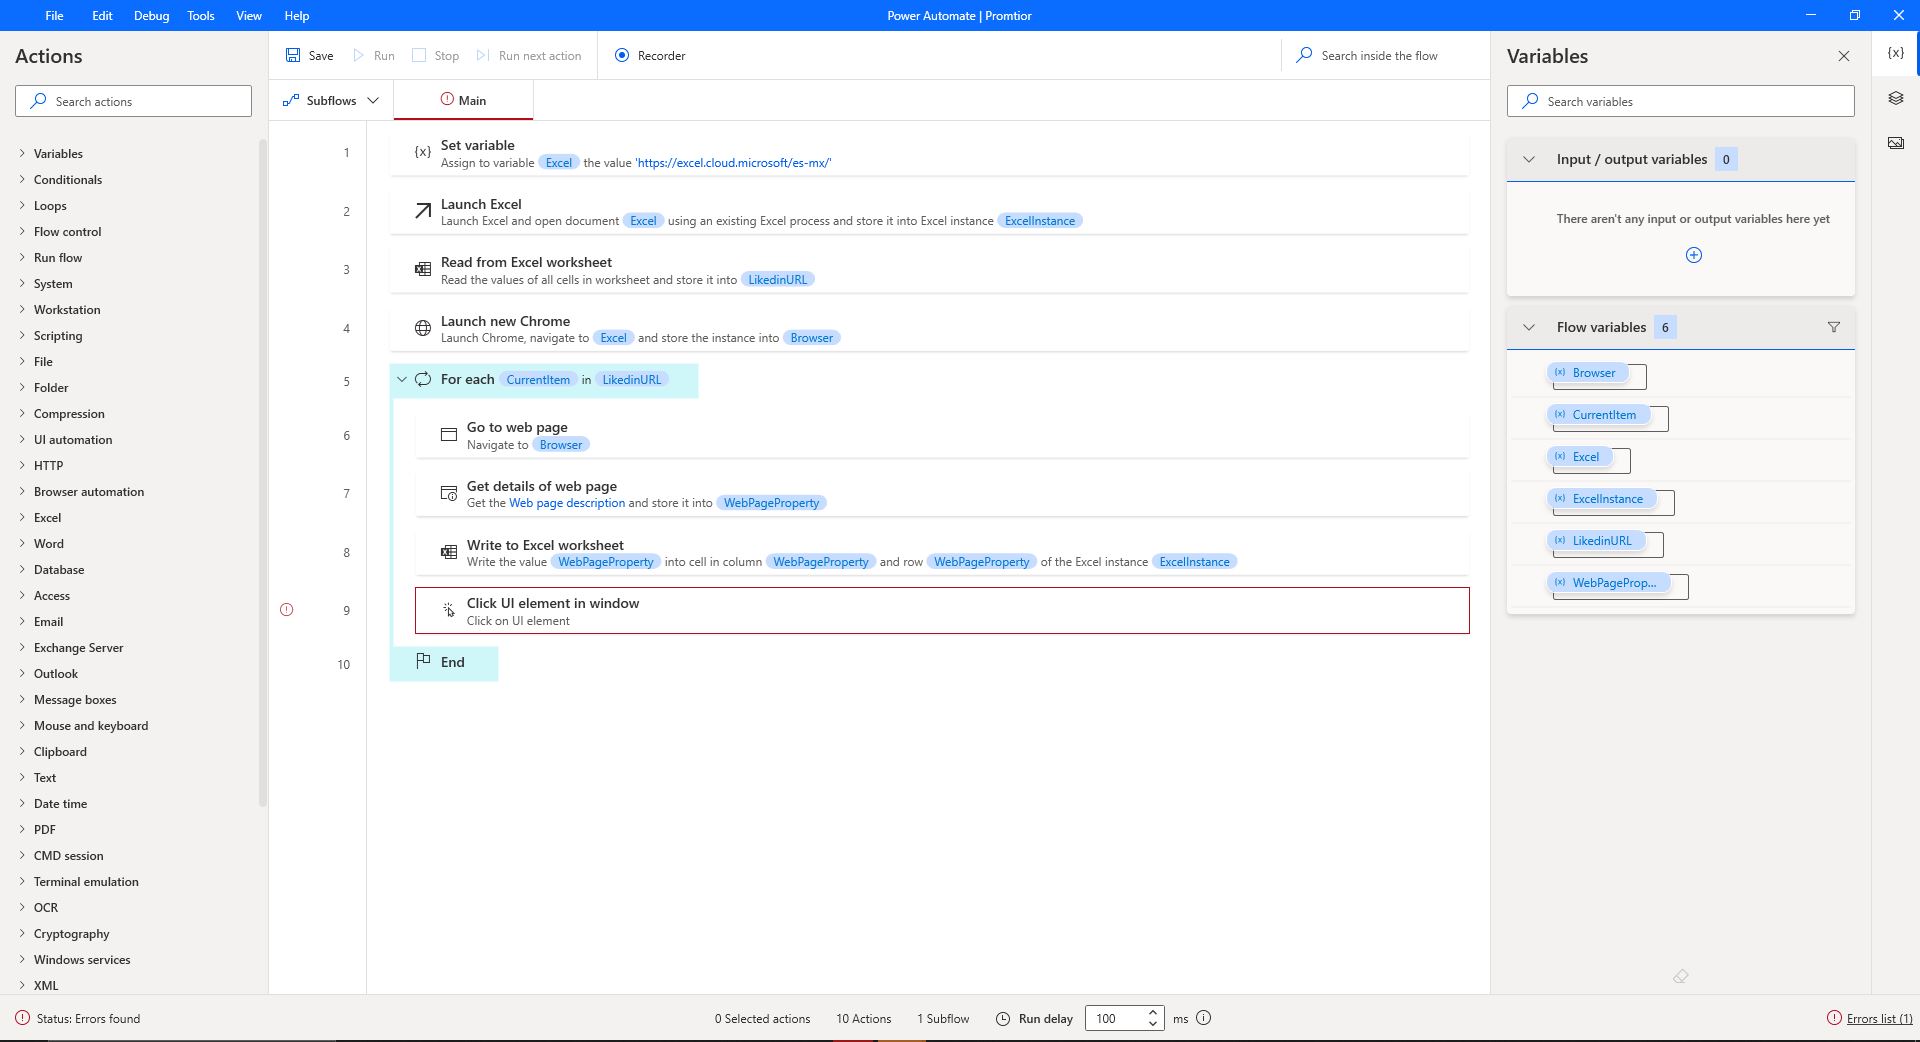 File Edit Debug Tools View Help
Power Automate | Promtior
Actions
Search actions
Variables
Conditionals
Loops
Flow control
Run flow
System
Workstation
Scripting
File
Folder
Compression
UI automation
HTTP
Browser automation
Excel
Word
Database
Access
Email
Exchange Server
Outlook
Message boxes
Mouse and keyboard
Clipboard
Text
Date time
PDF
CMD session
Terminal emulation
OCR
Cryptography
Windows services
XML
Save Run Stop Run next action Recorder
Search inside the flow
Subflows Main
1 {x} Set variable
Assign to variable Excel the value 'https://excel.cloud.microsoft/es-mx/'
2 Launch Excel
Launch Excel and open document Excel using an existing Excel process and store it into Excel instance ExcelInstance
3 Read from Excel worksheet
Read the values of all cells in worksheet and store it into LikedinURL
4 Launch new Chrome
Launch Chrome, navigate to Excel and store the instance into Browser
5 For each CurrentItem in LikedinURL
6 Go to web page
Navigate to Browser
7 Get details of web page
Get the Web page description and store it into WebPageProperty
8 Write to Excel worksheet
Write the value WebPageProperty into cell in column WebPageProperty and row WebPageProperty of the Excel instance ExcelInstance
9 Click UI element in window
Click on UI element
10 End
Variables
{x}
Search variables
Input / output variables 0
There aren't any input or output variables here yet
Flow variables 6
(x) Browser
(x) CurrentItem
(x) Excel
(x) ExcelInstance
(x) LikedinURL
(x) WebPageProp...
Status: Errors found
0 Selected actions 10 Actions 1 Subflow Run delay 100 ms
Errors list (1)